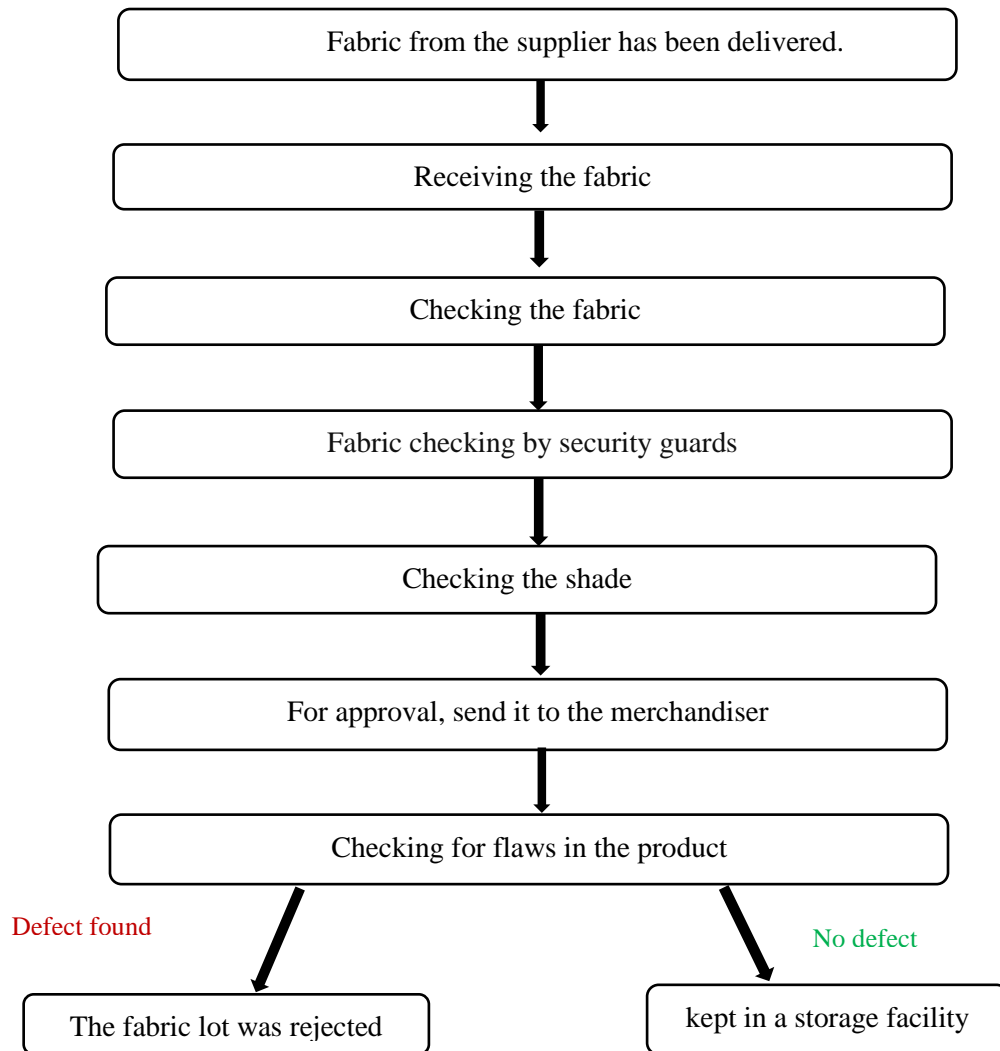 Fabric from the supplier has been delivered.
Receiving the fabric
Checking the fabric
Fabric checking by security guards
Checking the shade
For approval, send it to the merchandiser
Checking for flaws in the product
Defect found
No defect
The fabric lot was rejected
kept in a storage facility